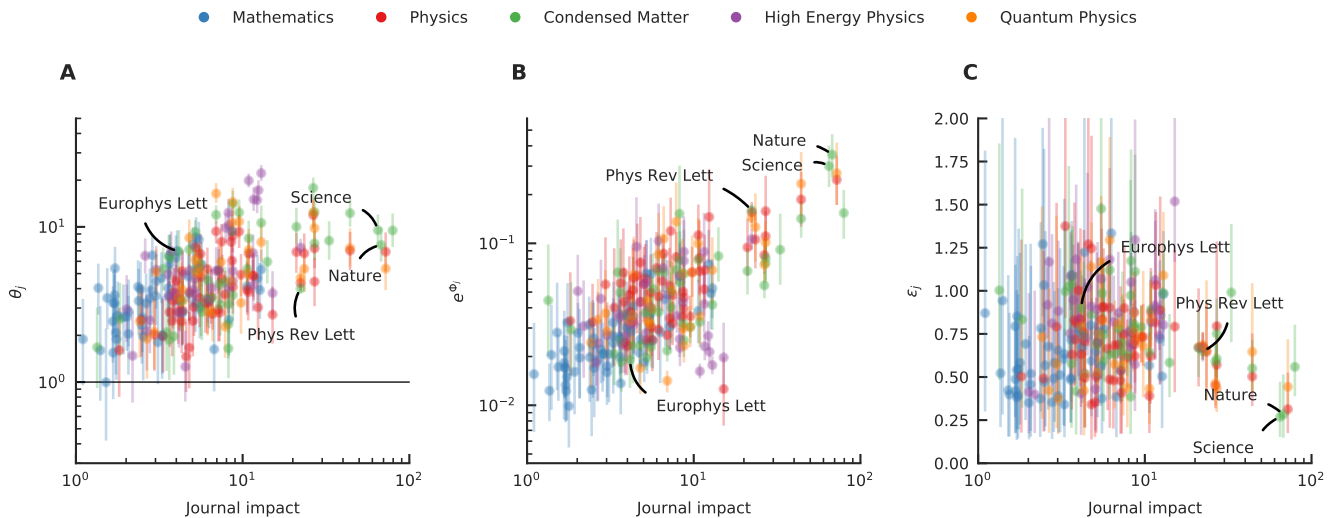 Mathematics Physics Condensed Matter High Energy Physics Quantum Physics
A B C
Europhys Lett
Science
Nature
Phys Rev Lett
10¹
10⁰
θⱼ
10⁰ 10¹ 10²
Journal impact
Nature
Science
Phys Rev Lett
Europhys Lett
10⁻¹
10⁻²
e^Φⱼ
10⁰ 10¹ 10²
Journal impact
2.00
1.75
1.50
1.25
1.00
0.75
0.50
0.25
0.00
εⱼ
Europhys Lett
Phys Rev Lett
Nature
Science
10⁰ 10¹ 10²
Journal impact